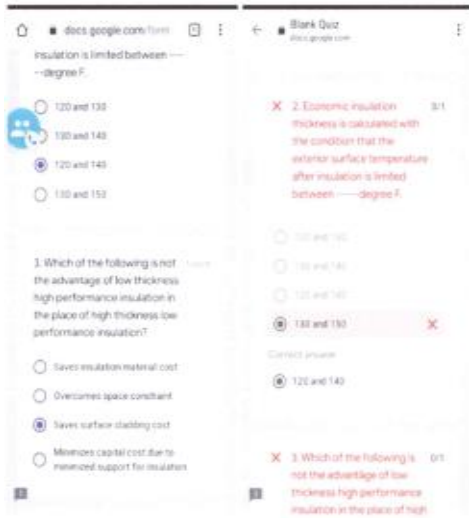 docs.google.com/form
insulation is limited between ----
--degree F.
120 and 130
130 and 140
120 and 140
130 and 150
3. Which of the following is not
the advantage of low thickness
high performance insulation in
the place of high thickness low
performance insulation?
Saves insulation material cost
Overcomes space constraint
Saves surface cladding cost
Minimizes capital cost due to
minimized support for insulation
Blank Quiz
docs.google.com
2. Economic insulation
thickness is calculated with
the condition that the
exterior surface temperature
after insulation is limited
between ------degree F.
130 and 150
Correct answer
120 and 140
3. Which of the following is 0/1
not the advantage of low
thickness high performance
insulation in the place of high